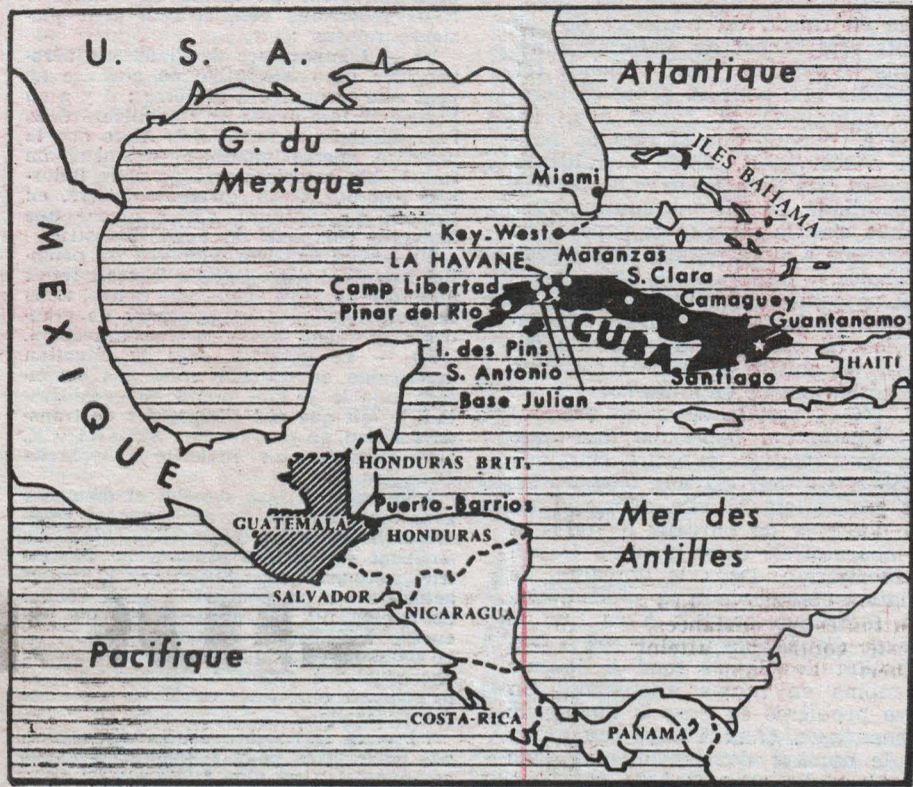 U. S. A.
Atlantique
G. du
Mexique
ILES BAHAMA
Miami
MEXIQUE
Key-West
LA HAVANE
Matanzas
S. Clara
Camp Libertad
Camaguey
Pinar del Rio
Guantanamo
CUBA
I. des Pins
HAITI
S. Antonio
Santiago
Base Julian
HONDURAS BRIT.
Puerto-Barrios
GUATEMALA
HONDURAS
Mer des
Antilles
SALVADOR
NICARAGUA
Pacifique
COSTA-RICA
PANAMA